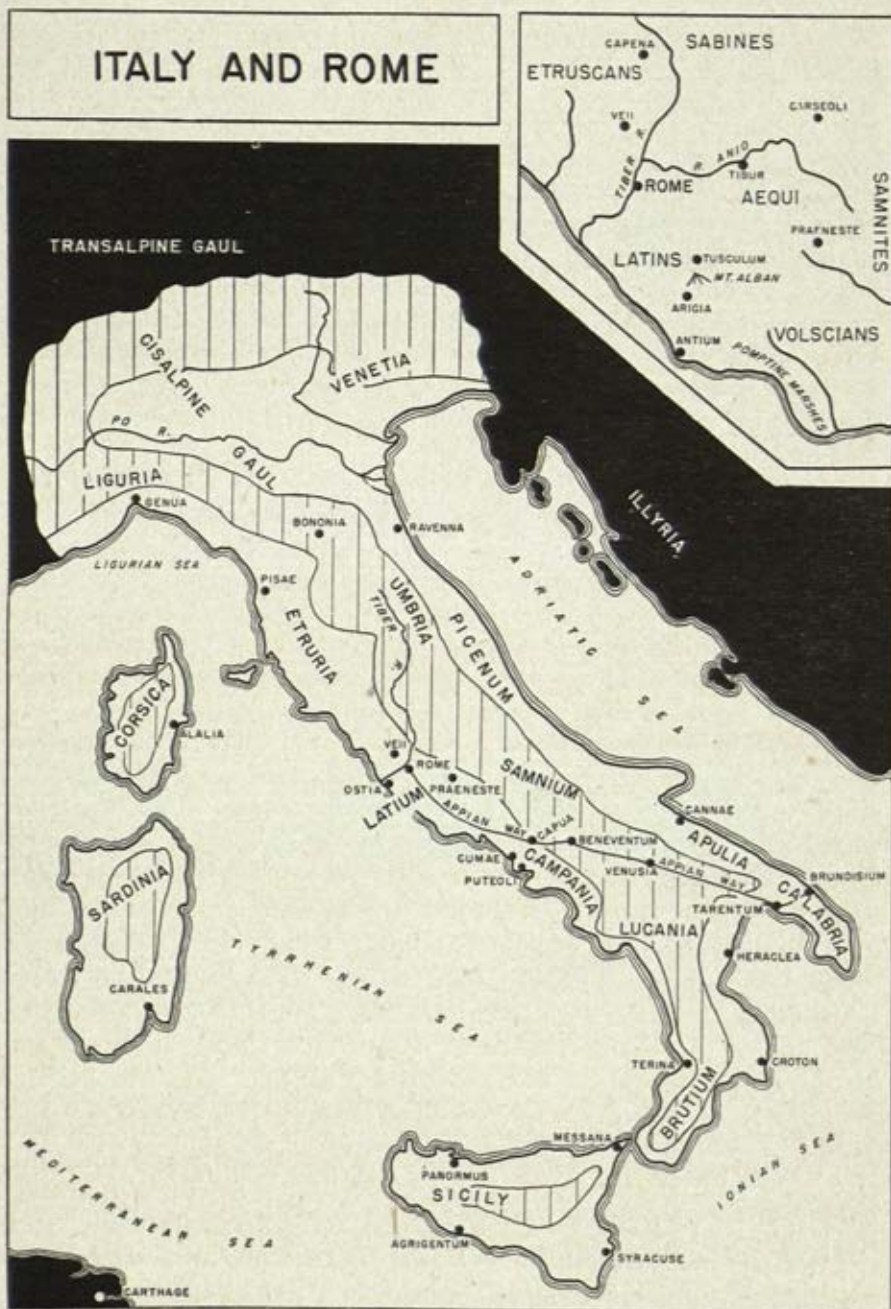 ITALY AND ROME
CAPENA
SABINES
ETRUSCANS
VEII
CARSEOLI
TIBER R.
R. ANIO
TIBUR
ROME
AEQUI
SAMNITES
PRAENESTE
LATINS
TUSCULUM
MT. ALBAN
ARICIA
ANTIUM
VOLSCIANS
POMPTINE MARSHES
TRANSALPINE GAUL
CISALPINE
GAUL
VENETIA
PO R.
LIGURIA
GENUA
BONONIA
RAVENNA
ILLYRIA
LIGURIAN SEA
PISAE
ADRIATIC
SEA
UMBRIA
TIBER R.
ETRURIA
PICENUM
CORSICA
ALALIA
VEII
ROME
OSTIA
PRAENESTE
SAMNIUM
LATIUM
APPIAN WAY
CAPUA
BENEVENTUM
CANNAE
APULIA
CUMAE
PUTEOLI
CAMPANIA
VENUSIA
APPIAN WAY
BRUNDISIUM
CALABRIA
TARENTUM
SARDINIA
LUCANIA
HERACLEA
CARALES
TYRRHENIAN
SEA
TERINA
CROTON
BRUTIUM
MESSANA
IONIAN SEA
PANORMUS
SICILY
MEDITERRANEAN SEA
AGRIGENTUM
SYRACUSE
CARTHAGE